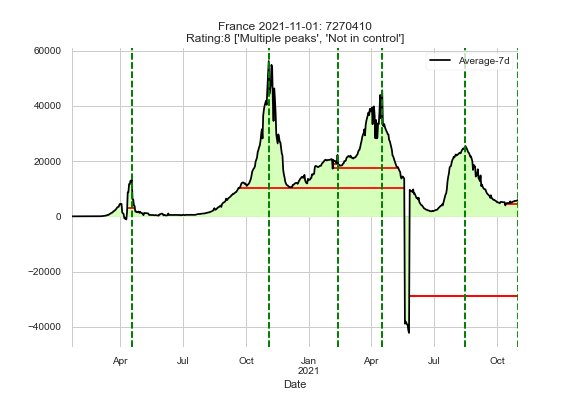 France 2021-11-01: 7270410
Rating:8 ['Multiple peaks', 'Not in control']
Average-7d
60000
40000
20000
0
−20000
−40000
Apr Jul Oct Jan Apr Jul Oct
2021
Date